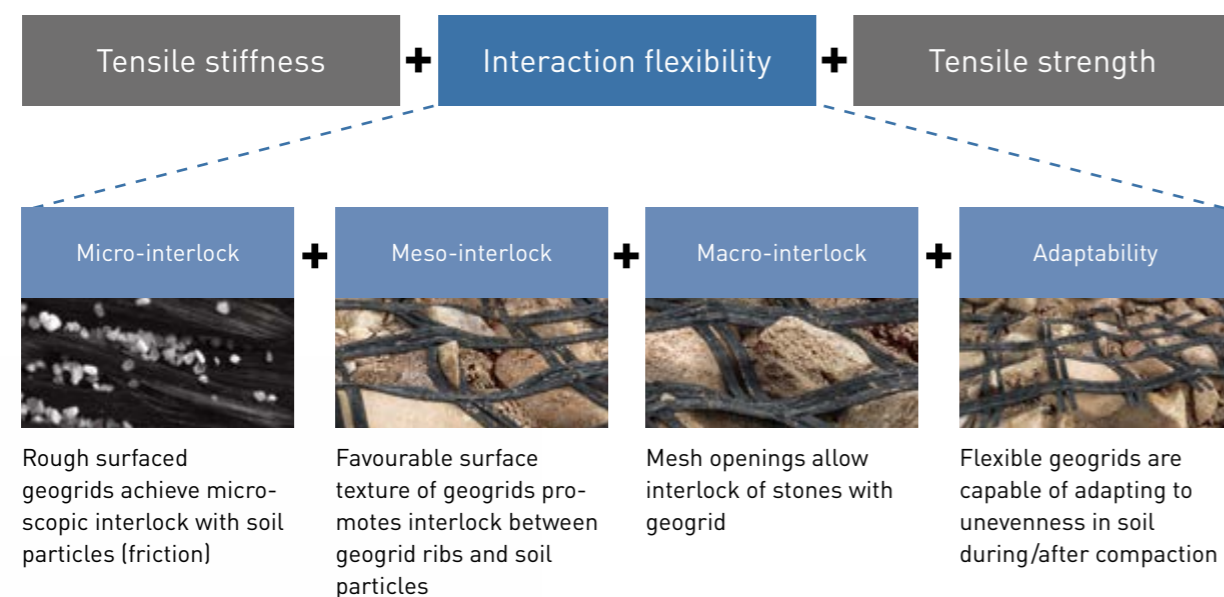 Tensile stiffness + Interaction flexibility + Tensile strength
Micro-interlock + Meso-interlock + Macro-interlock + Adaptability
Rough surfaced
geogrids achieve micro-
scopic interlock with soil
particles (friction)
Favourable surface
texture of geogrids pro-
motes interlock between
geogrid ribs and soil
particles
Mesh openings allow
interlock of stones with
geogrid
Flexible geogrids are
capable of adapting to
unevenness in soil
during/after compaction